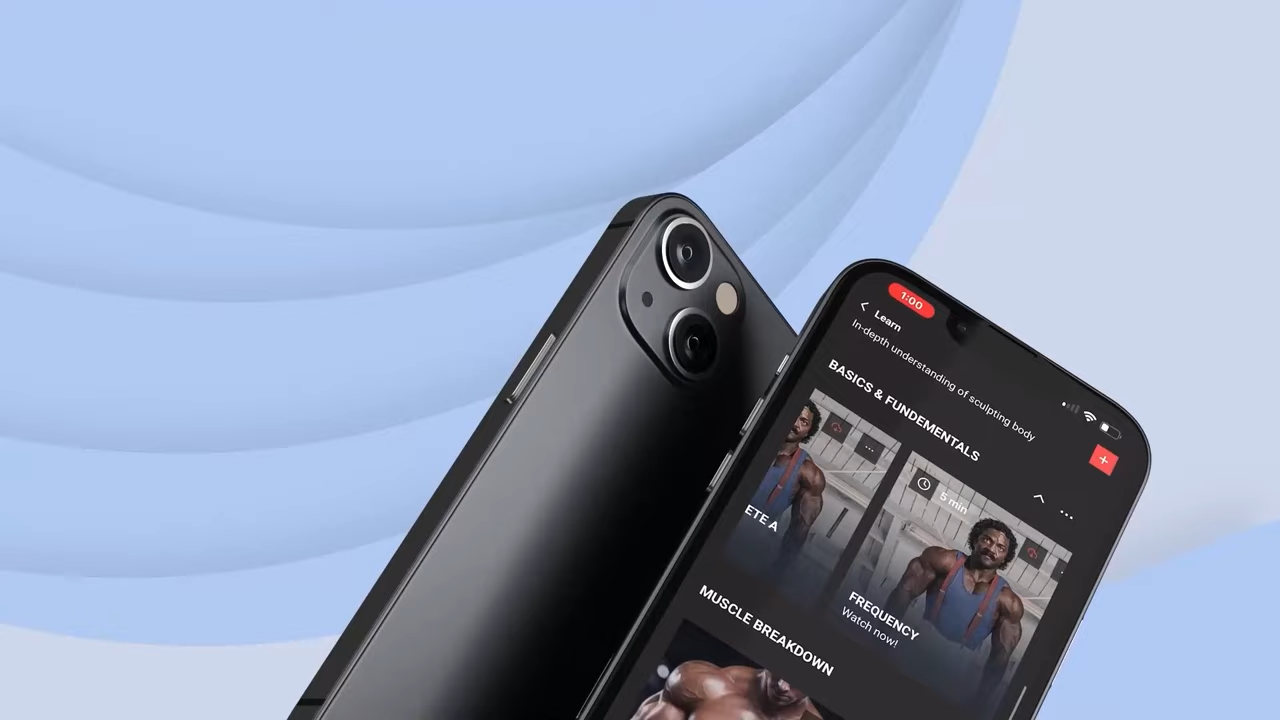 1:00
Learn
In-depth understanding of sculpting body
BASICS & FUNDEMENTALS
5 min
ETE A
FREQUENCY
Watch now!
MUSCLE BREAKDOWN